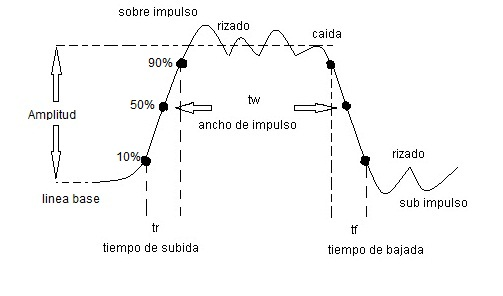 sobre impulso
rizado
caida
90%
Amplitud
50%
tw
ancho de impulso
10%
rizado
linea base
sub impulso
tr
tf
tiempo de subida
tiempo de bajada